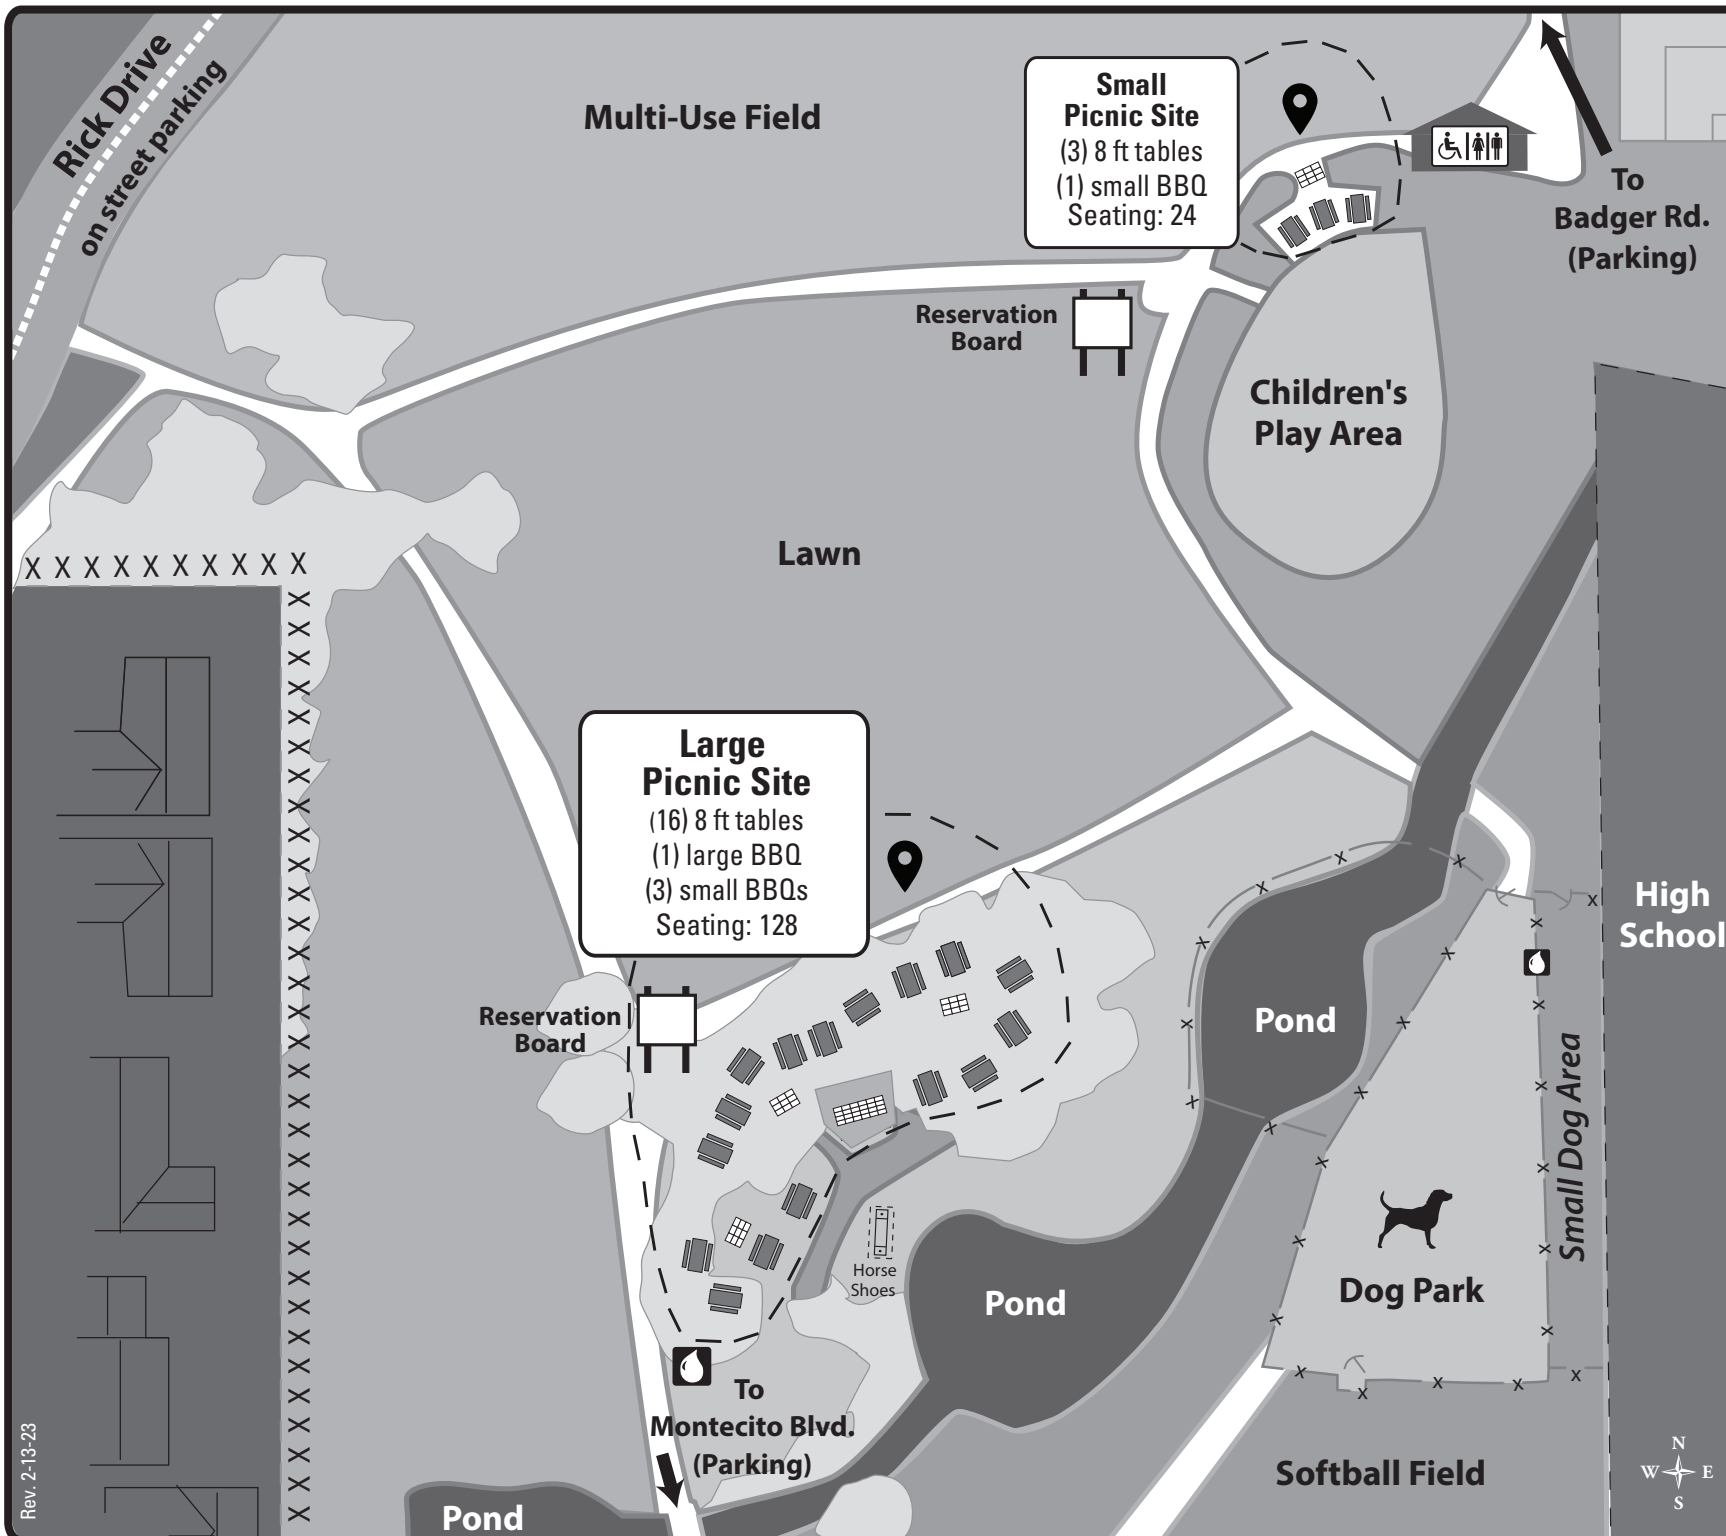 Rick Drive
on street parking
Multi-Use Field
Small
Picnic Site
(3) 8 ft tables
(1) small BBQ
Seating: 24
To
Badger Rd.
(Parking)
Reservation
Board
Children's
Play Area
Lawn
X X X X X X X X X X
Large
Picnic Site
(16) 8 ft tables
(1) large BBQ
(3) small BBQs
Seating: 128
High
School
Reservation
Board
Pond
Small Dog Area
Horse
Shoes
Pond
Dog Park
To
Montecito Blvd.
(Parking)
Softball Field
Pond
Rev. 2-13-23
N
W E
S